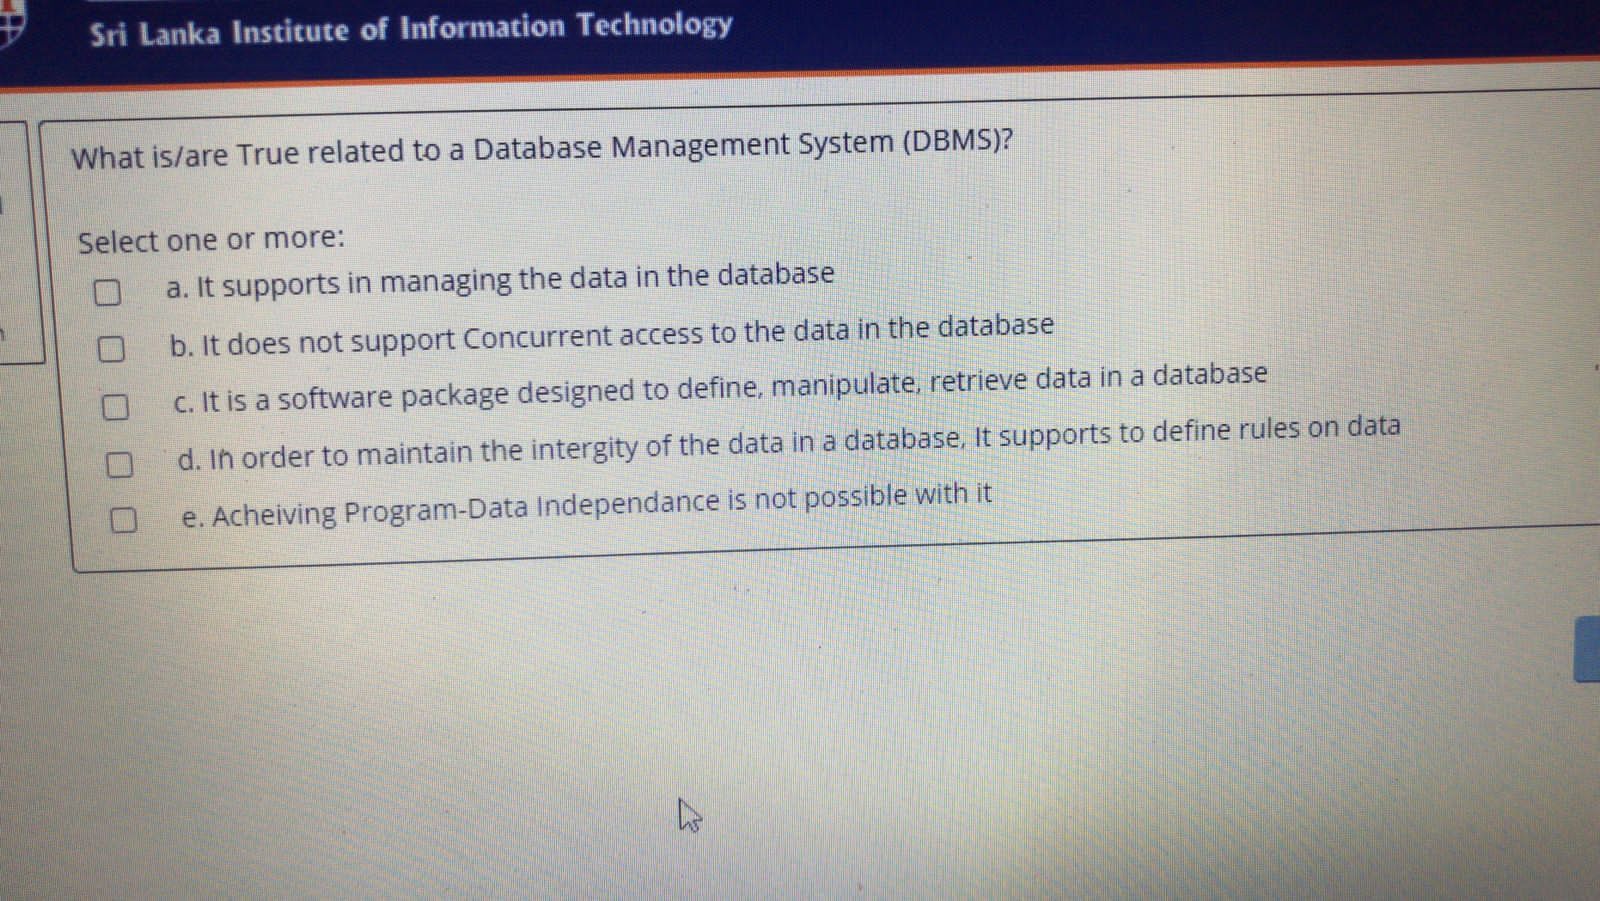 Sri Lanka Institute of Information Technology
What is/are True related to a Database Management System (DBMS)?
Select one or more:
a. It supports in managing the data in the database
b. It does not support Concurrent access to the data in the database
c. It is a software package designed to define, manipulate, retrieve data in a database
d. In order to maintain the intergity of the data in a database, It supports to define rules on data
e. Acheiving Program-Data Independance is not possible with it